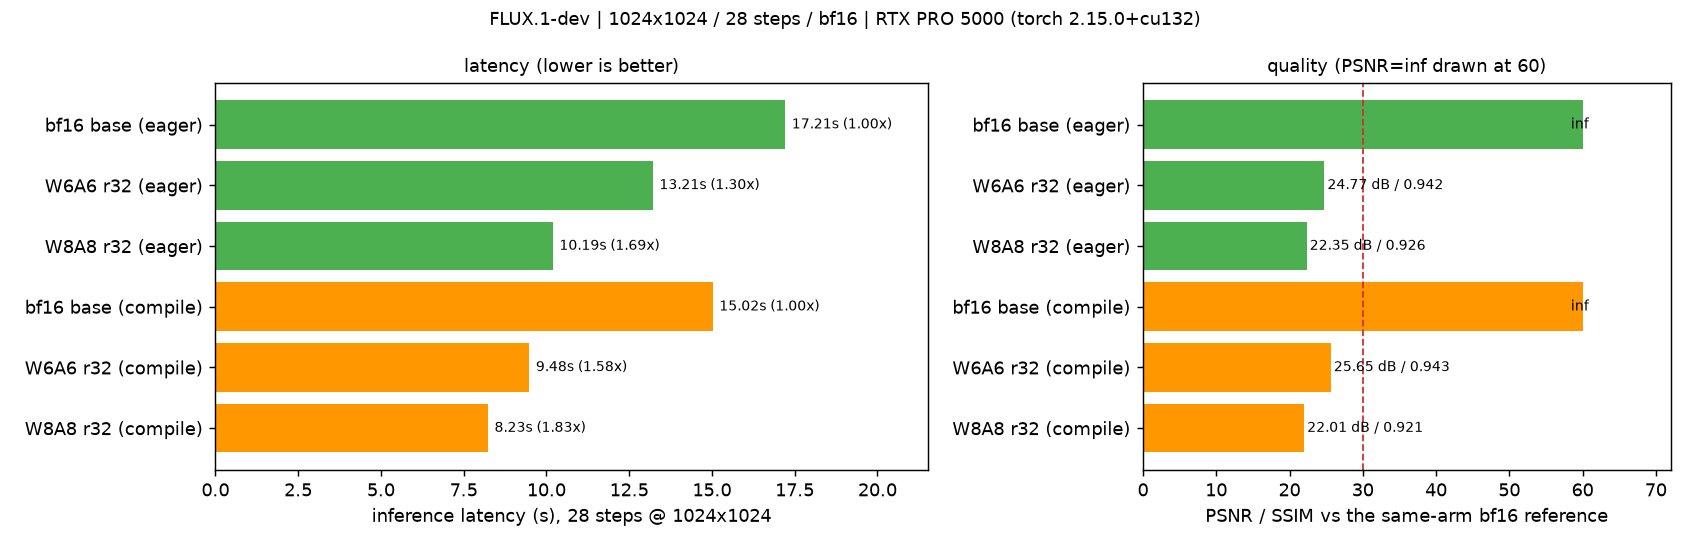 FLUX.1-dev | 1024x1024 / 28 steps / bf16 | RTX PRO 5000 (torch 2.15.0+cu132)
latency (lower is better)
bf16 base (eager)
17.21s (1.00x)
W6A6 r32 (eager)
13.21s (1.30x)
W8A8 r32 (eager)
10.19s (1.69x)
bf16 base (compile)
15.02s (1.00x)
W6A6 r32 (compile)
9.48s (1.58x)
W8A8 r32 (compile)
8.23s (1.83x)
0.0 2.5 5.0 7.5 10.0 12.5 15.0 17.5 20.0
inference latency (s), 28 steps @ 1024x1024
quality (PSNR=inf drawn at 60)
bf16 base (eager)
inf
W6A6 r32 (eager)
24.77 dB / 0.942
W8A8 r32 (eager)
22.35 dB / 0.926
bf16 base (compile)
inf
W6A6 r32 (compile)
25.65 dB / 0.943
W8A8 r32 (compile)
22.01 dB / 0.921
0 10 20 30 40 50 60 70
PSNR / SSIM vs the same-arm bf16 reference